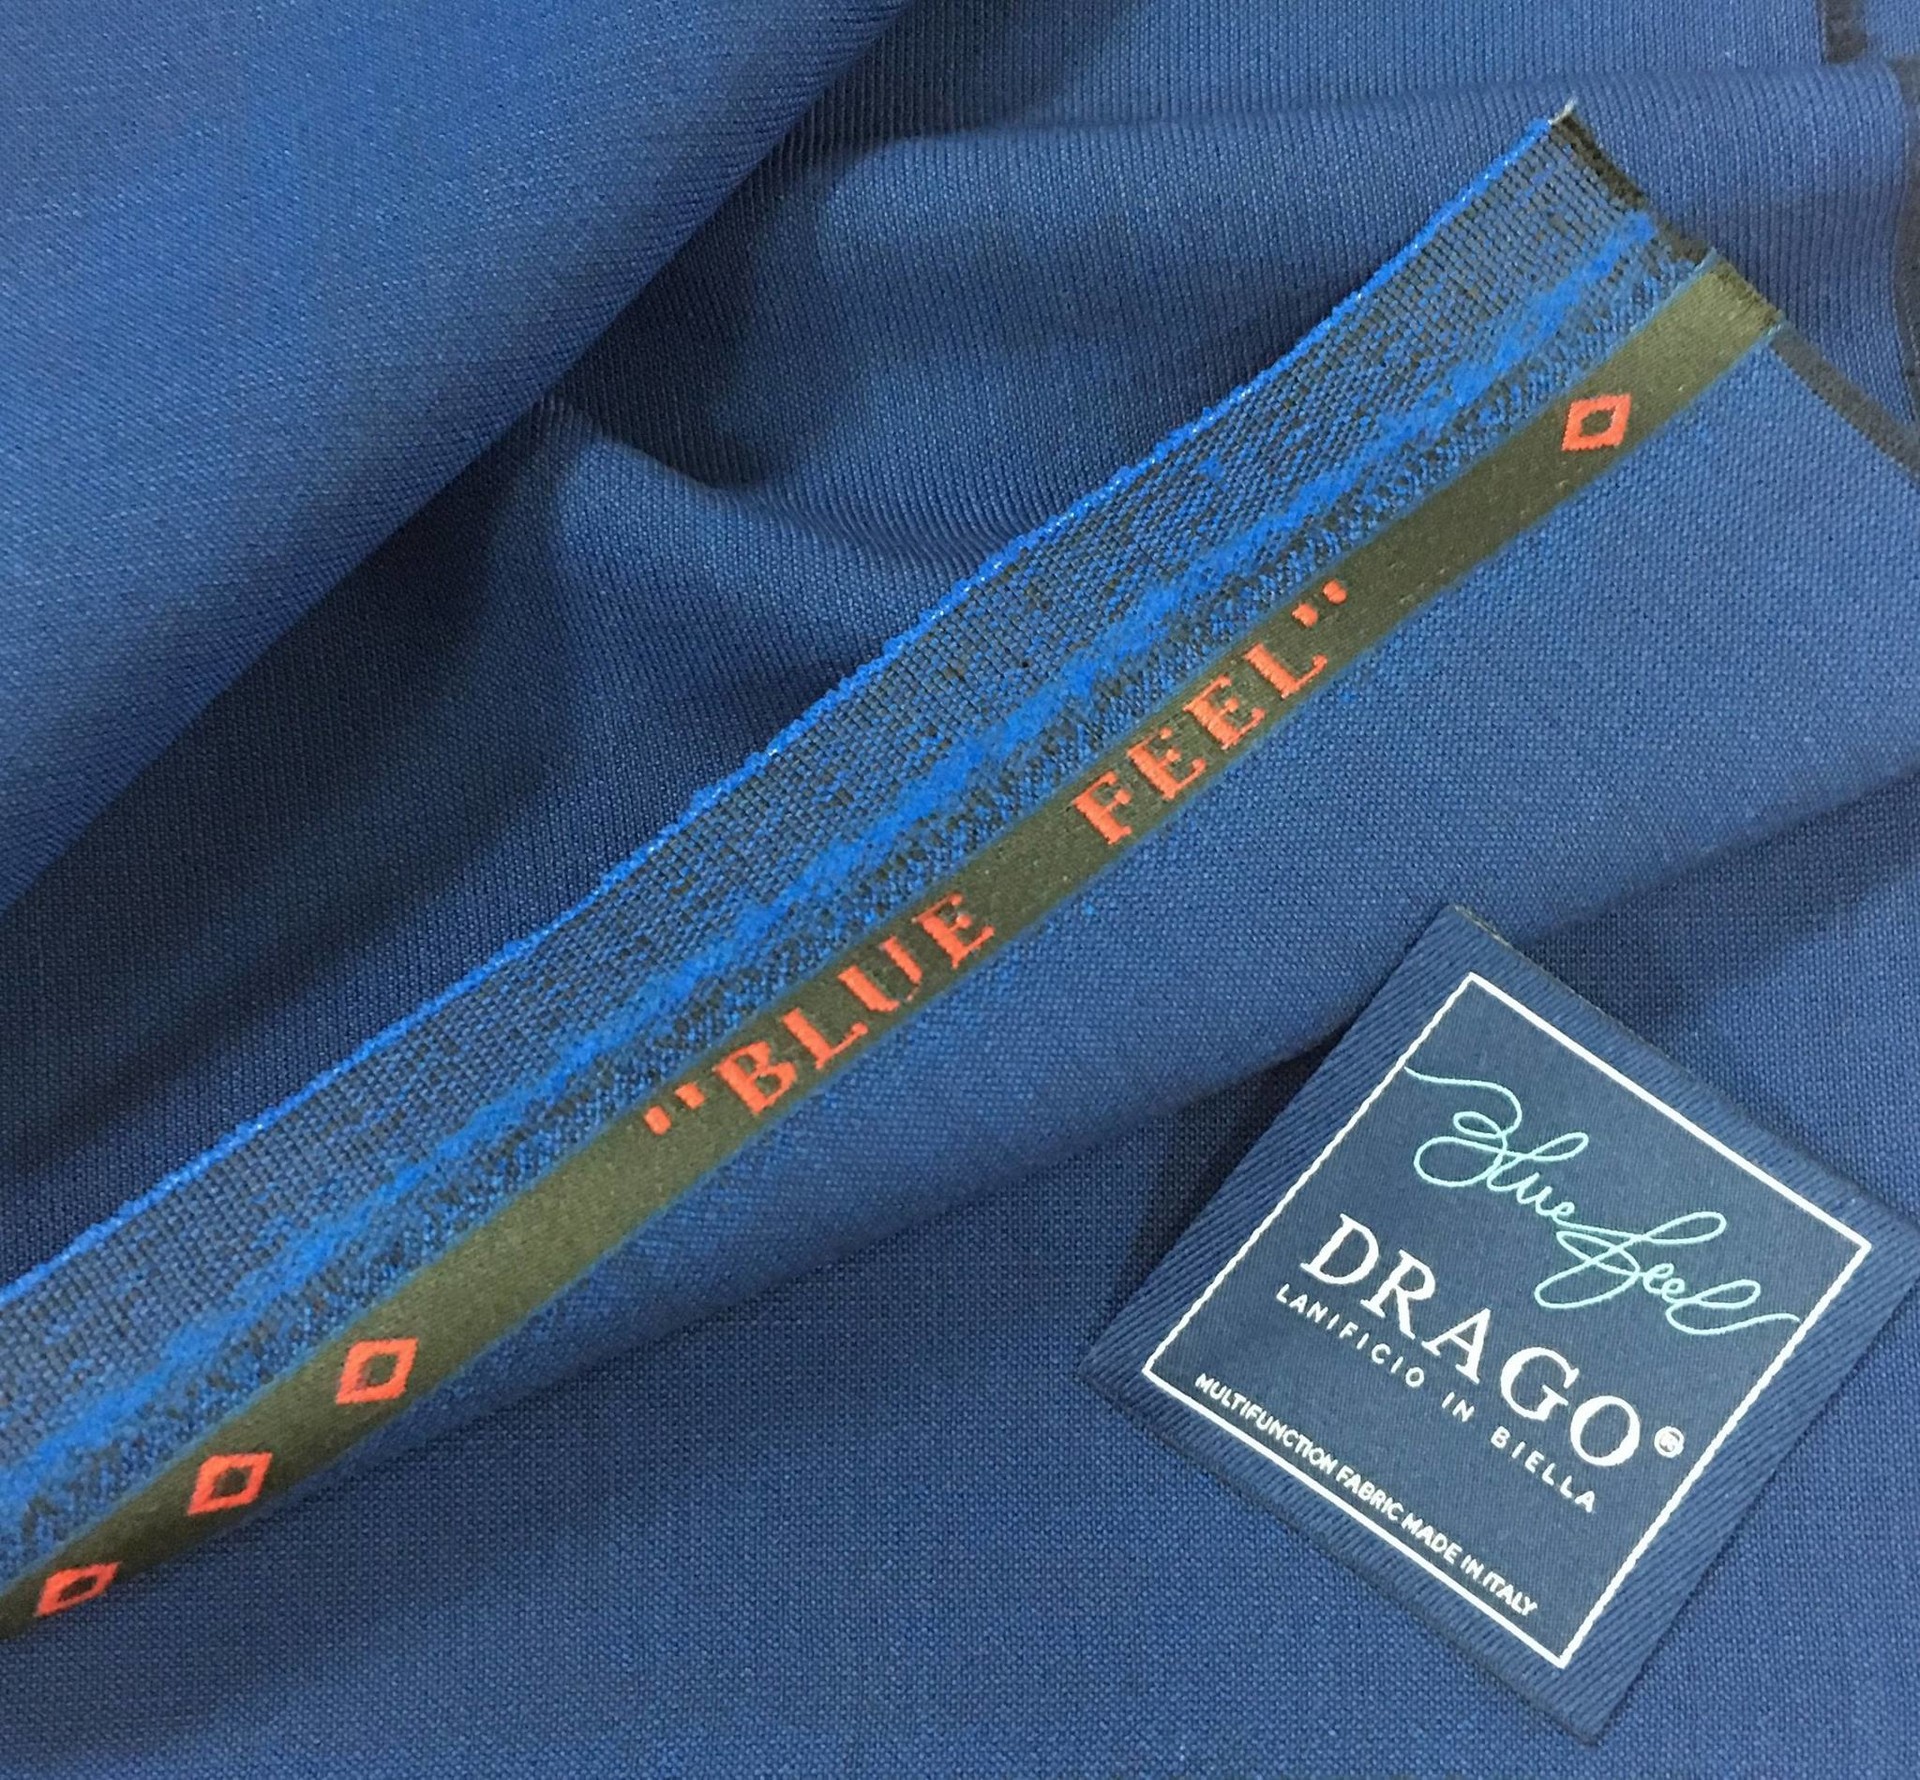 "BLUE FEEL"
Blue feel
DRAGO®
LANIFICIO IN BIELLA
MULTIFUNCTION FABRIC MADE IN ITALY